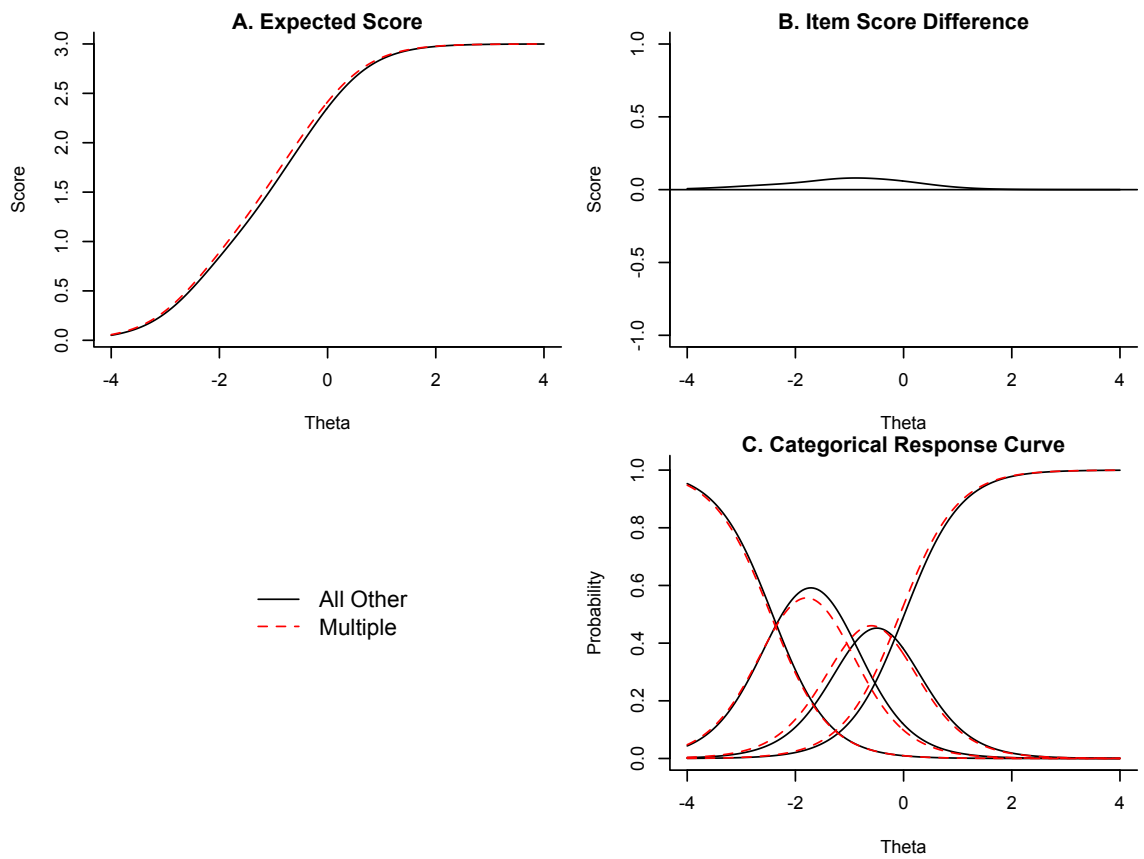 A. Expected Score
3.0
2.5
2.0
1.5
1.0
0.5
0.0
Score
-4 -2 0 2 4
Theta
B. Item Score Difference
1.0
0.5
0.0
-0.5
-1.0
Score
-4 -2 0 2 4
Theta
All Other
Multiple
C. Categorical Response Curve
1.0
0.8
0.6
0.4
0.2
0.0
Probability
-4 -2 0 2 4
Theta